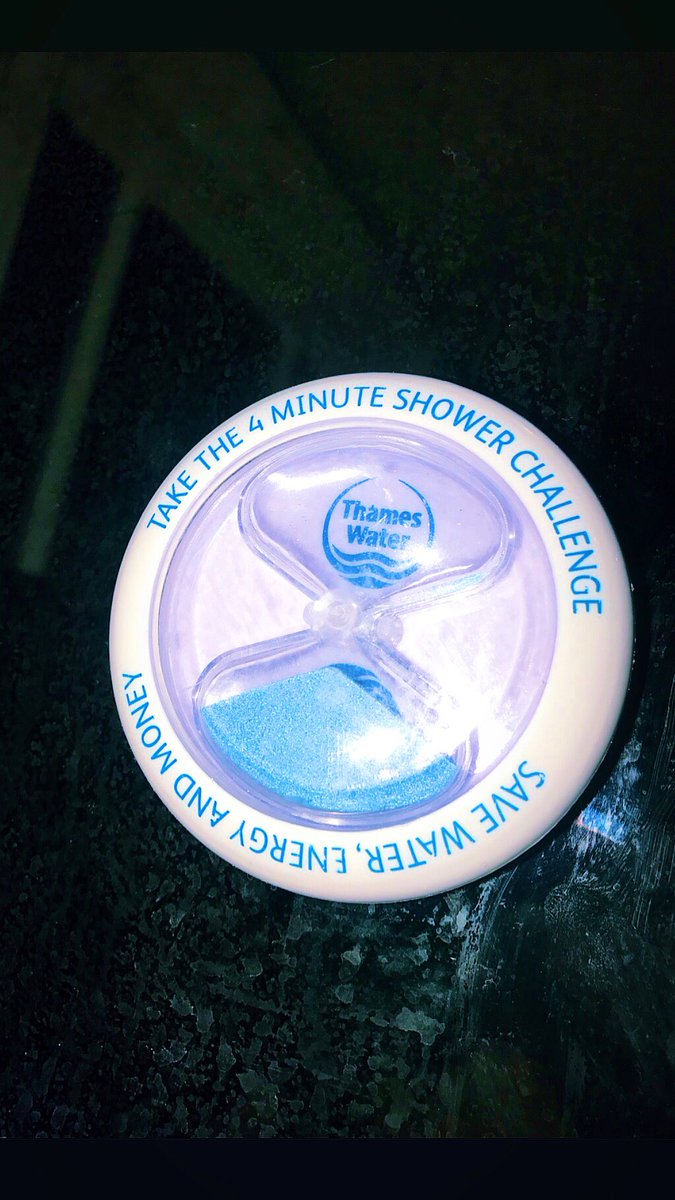 TAKE THE 4 MINUTE SHOWER CHALLENGE
Thames
Water
SAVE WATER, ENERGY AND MONEY